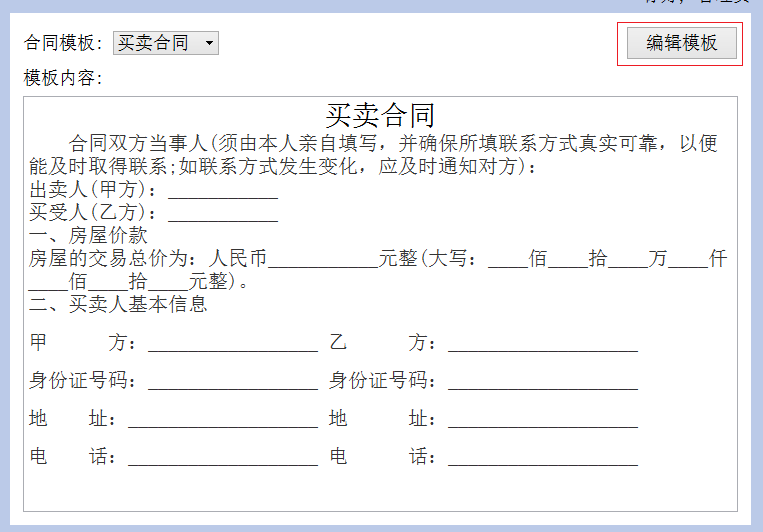 合同模板： 买卖合同 编辑模板
模板内容：
买卖合同
合同双方当事人(须由本人亲自填写，并确保所填联系方式真实可靠，以便
能及时取得联系;如联系方式发生变化，应及时通知对方)：
出卖人(甲方)：___________
买受人(乙方)：___________
一、房屋价款
房屋的交易总价为：人民币___________元整(大写：____佰____拾____万____仟
____佰____拾____元整)。
二、买卖人基本信息
甲 方：_________________ 乙 方：___________________
身份证号码：_________________ 身份证号码：___________________
地 址：___________________ 地 址：___________________
电 话：___________________ 电 话：___________________